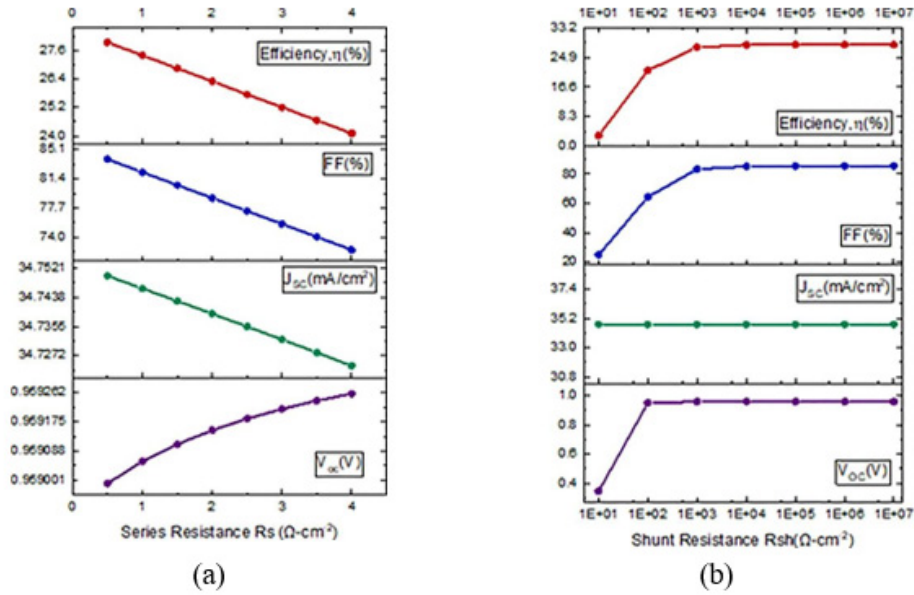 0 1 2 3 4
27.6
26.4
25.2
24.0
Efficiency,η(%)
85.1
81.4
77.7
74.0
FF(%)
34.7521
34.7438
34.7355
34.7272
JSC(mA/cm²)
0.969262
0.969175
0.969088
0.969001
Voc(V)
0 1 2 3 4
Series Resistance Rs (Ω-cm²)
(a)
1E+01 1E+02 1E+03 1E+04 1E+05 1E+06 1E+07
33.2
24.9
16.6
8.3
0.0
Efficiency,η(%)
80
60
40
20
FF(%)
37.4
35.2
33.0
30.8
JSC(mA/cm²)
1.0
0.8
0.6
0.4
VOC(V)
1E+01 1E+02 1E+03 1E+04 1E+05 1E+06 1E+07
Shunt Resistance Rsh(Ω-cm²)
(b)